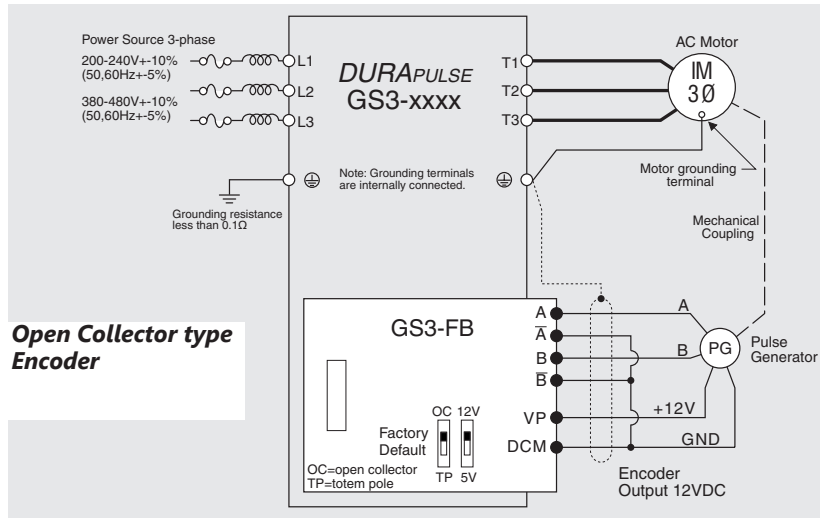 Power Source 3-phase
200-240V+-10%
(50,60Hz+-5%)
380-480V+-10%
(50,60Hz+-5%)
L1
L2
L3
DURAPULSE
GS3-xxxx
T1
T2
T3
AC Motor
IM
3Ø
Note: Grounding terminals
are internally connected.
Grounding resistance
less than 0.1Ω
Motor grounding
terminal
Mechanical
Coupling
Open Collector type
Encoder
GS3-FB
A
A̅
B
B̅
VP
DCM
OC 12V
Factory
Default
TP 5V
OC=open collector
TP=totem pole
A
B
+12V
GND
PG
Pulse
Generator
Encoder
Output 12VDC